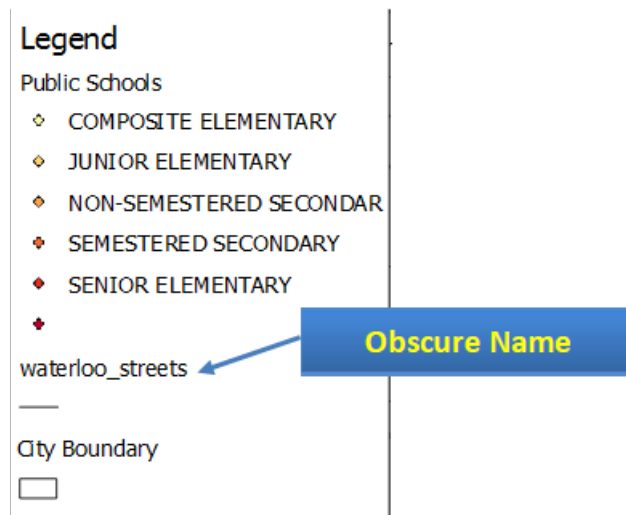 Legend
Public Schools
COMPOSITE ELEMENTARY
JUNIOR ELEMENTARY
NON-SEMESTERED SECONDAR
SEMESTERED SECONDARY
SENIOR ELEMENTARY
Obscure Name
waterloo_streets
City Boundary